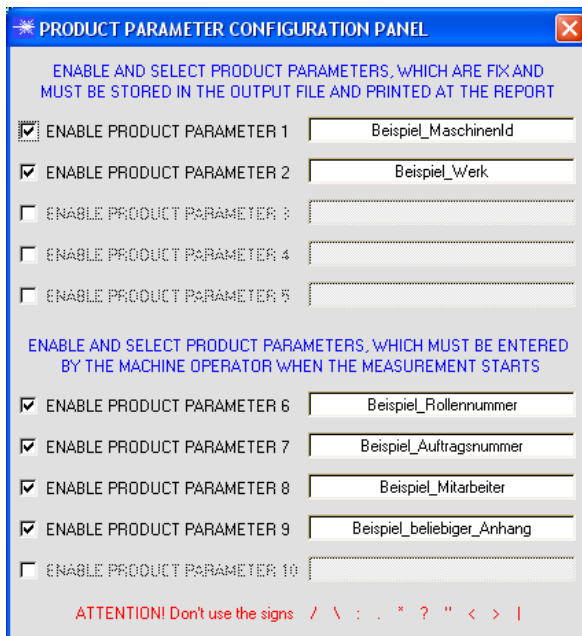 PRODUCT PARAMETER CONFIGURATION PANEL
ENABLE AND SELECT PRODUCT PARAMETERS, WHICH ARE FIX AND
MUST BE STORED IN THE OUTPUT FILE AND PRINTED AT THE REPORT
ENABLE PRODUCT PARAMETER 1 Beispiel_MaschinenId
ENABLE PRODUCT PARAMETER 2 Beispiel_Werk
ENABLE PRODUCT PARAMETER 3
ENABLE PRODUCT PARAMETER 4
ENABLE PRODUCT PARAMETER 5
ENABLE AND SELECT PRODUCT PARAMETERS, WHICH MUST BE ENTERED
BY THE MACHINE OPERATOR WHEN THE MEASUREMENT STARTS
ENABLE PRODUCT PARAMETER 6 Beispiel_Rollennummer
ENABLE PRODUCT PARAMETER 7 Beispiel_Auftragsnummer
ENABLE PRODUCT PARAMETER 8 Beispiel_Mitarbeiter
ENABLE PRODUCT PARAMETER 9 Beispiel_beliebiger_Anhang
ENABLE PRODUCT PARAMETER 10
ATTENTION! Don't use the signs / \ : . * ? " < > |